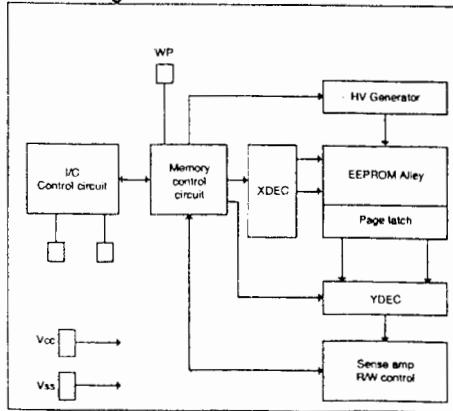 WP
HV Generator
I/C
Control circuit
Memory
control
circuit
XDEC
EEPROM Alley
Page latch
YDEC
Sense amp
R/W control
Vcc
Vss